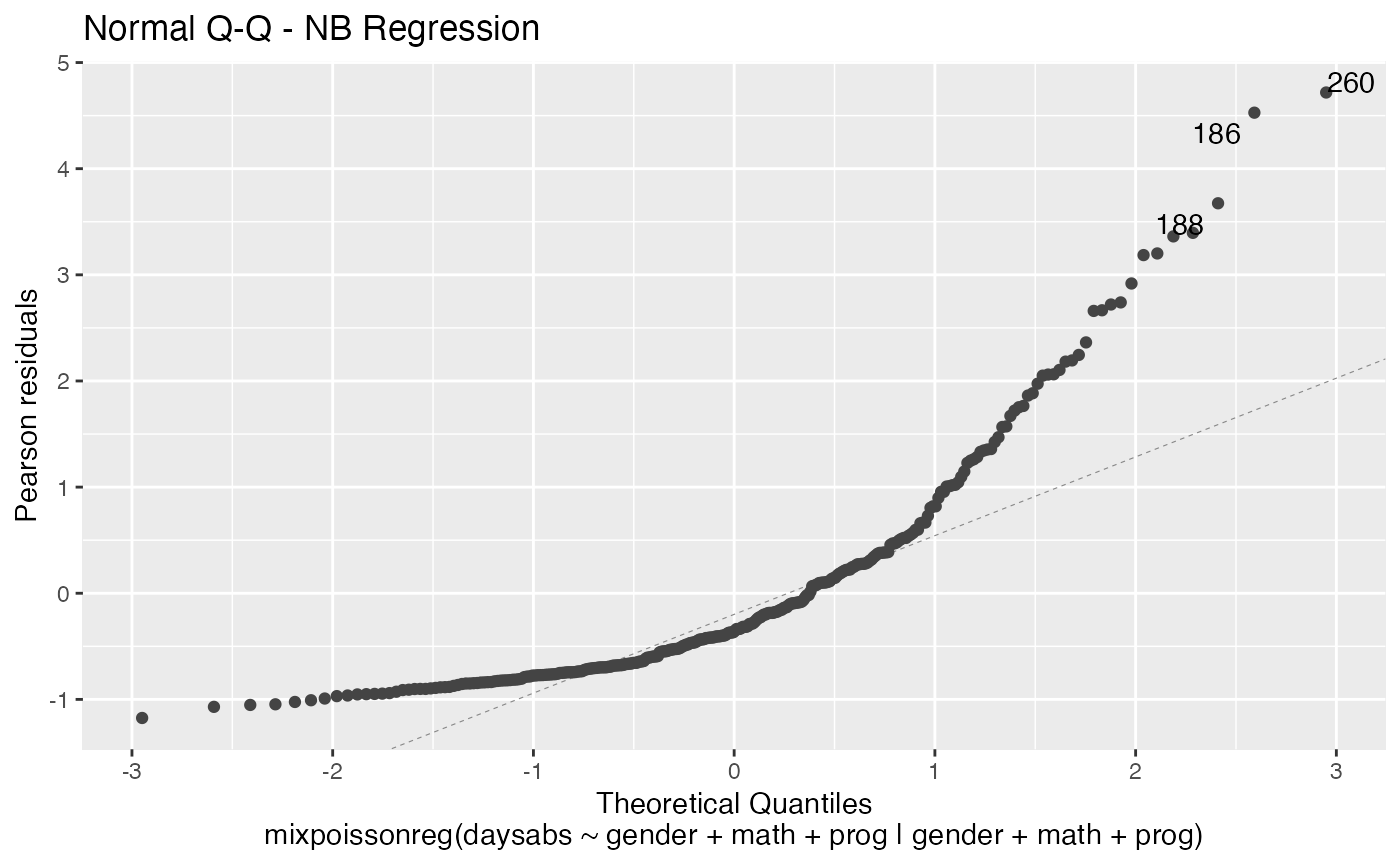 Normal Q-Q - NB Regression
5
260
186
4
188
3
2
1
0
-1
Pearson residuals
-3 -2 -1 0 1 2 3
Theoretical Quantiles
mixpoissonreg(daysabs ~ gender + math + prog | gender + math + prog)